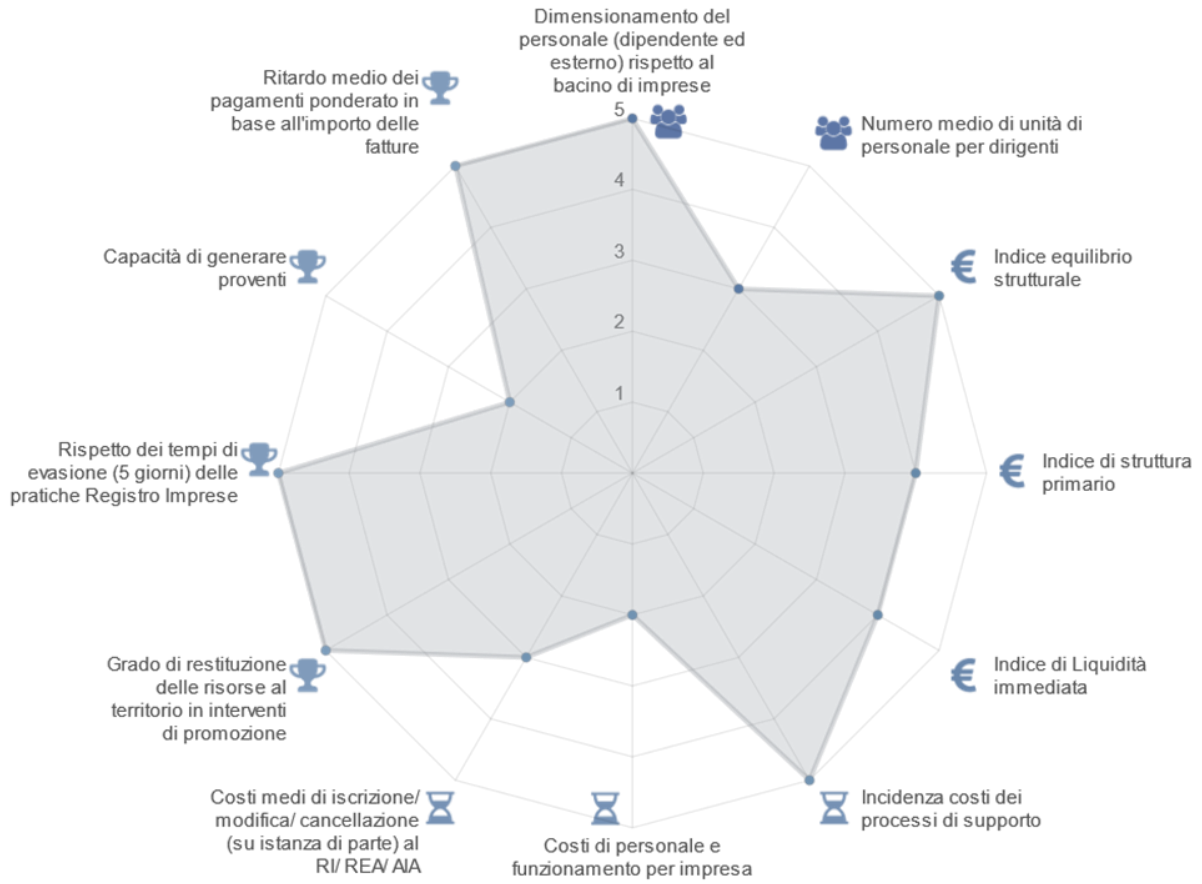 Dimensionamento del
personale (dipendente ed
esterno) rispetto al
bacino di imprese
Numero medio di unità di
personale per dirigenti
Indice equilibrio
strutturale
Indice di struttura
primario
Indice di Liquidità
immediata
Incidenza costi dei
processi di supporto
Costi di personale e
funzionamento per impresa
Costi medi di iscrizione/
modifica/ cancellazione
(su istanza di parte) al
RI/ REA/ AIA
Grado di restituzione
delle risorse al
territorio in interventi
di promozione
Rispetto dei tempi di
evasione (5 giorni) delle
pratiche Registro Imprese
Capacità di generare
proventi
Ritardo medio dei
pagamenti ponderato in
base all'importo delle
fatture
5
4
3
2
1